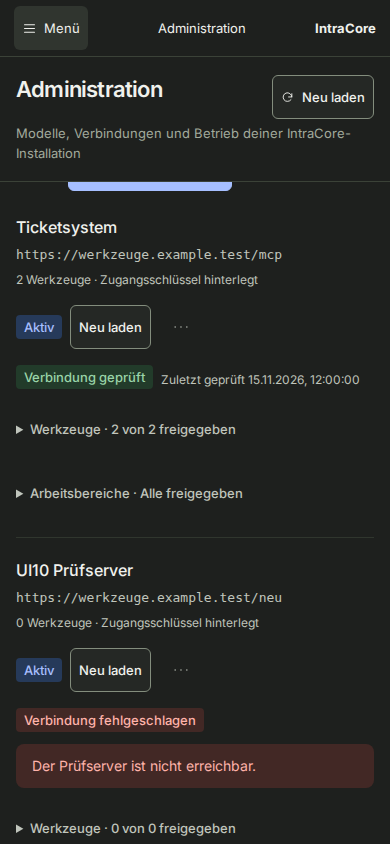 Menü
Administration
IntraCore
Administration
Neu laden
Modelle, Verbindungen und Betrieb deiner IntraCore-
Installation
Ticketsystem
https://werkzeuge.example.test/mcp
2 Werkzeuge · Zugangsschlüssel hinterlegt
Aktiv
Neu laden
···
Verbindung geprüft
Zuletzt geprüft 15.11.2026, 12:00:00
Werkzeuge · 2 von 2 freigegeben
Arbeitsbereiche · Alle freigegeben
UI10 Prüfserver
https://werkzeuge.example.test/neu
0 Werkzeuge · Zugangsschlüssel hinterlegt
Aktiv
Neu laden
···
Verbindung fehlgeschlagen
Der Prüfserver ist nicht erreichbar.
Werkzeuge · 0 von 0 freigegeben